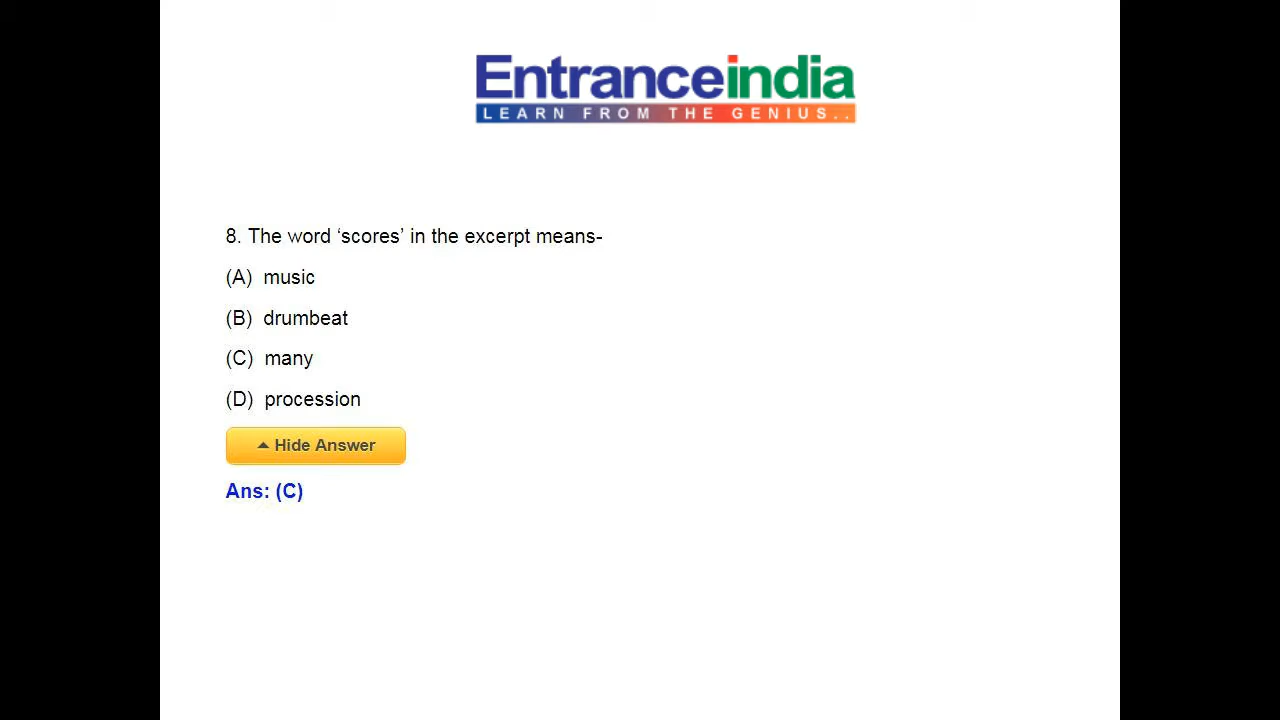 Entranceindia
LEARN FROM THE GENIUS..
8. The word ‘scores’ in the excerpt means-
(A) music
(B) drumbeat
(C) many
(D) procession
Hide Answer
Ans: (C)